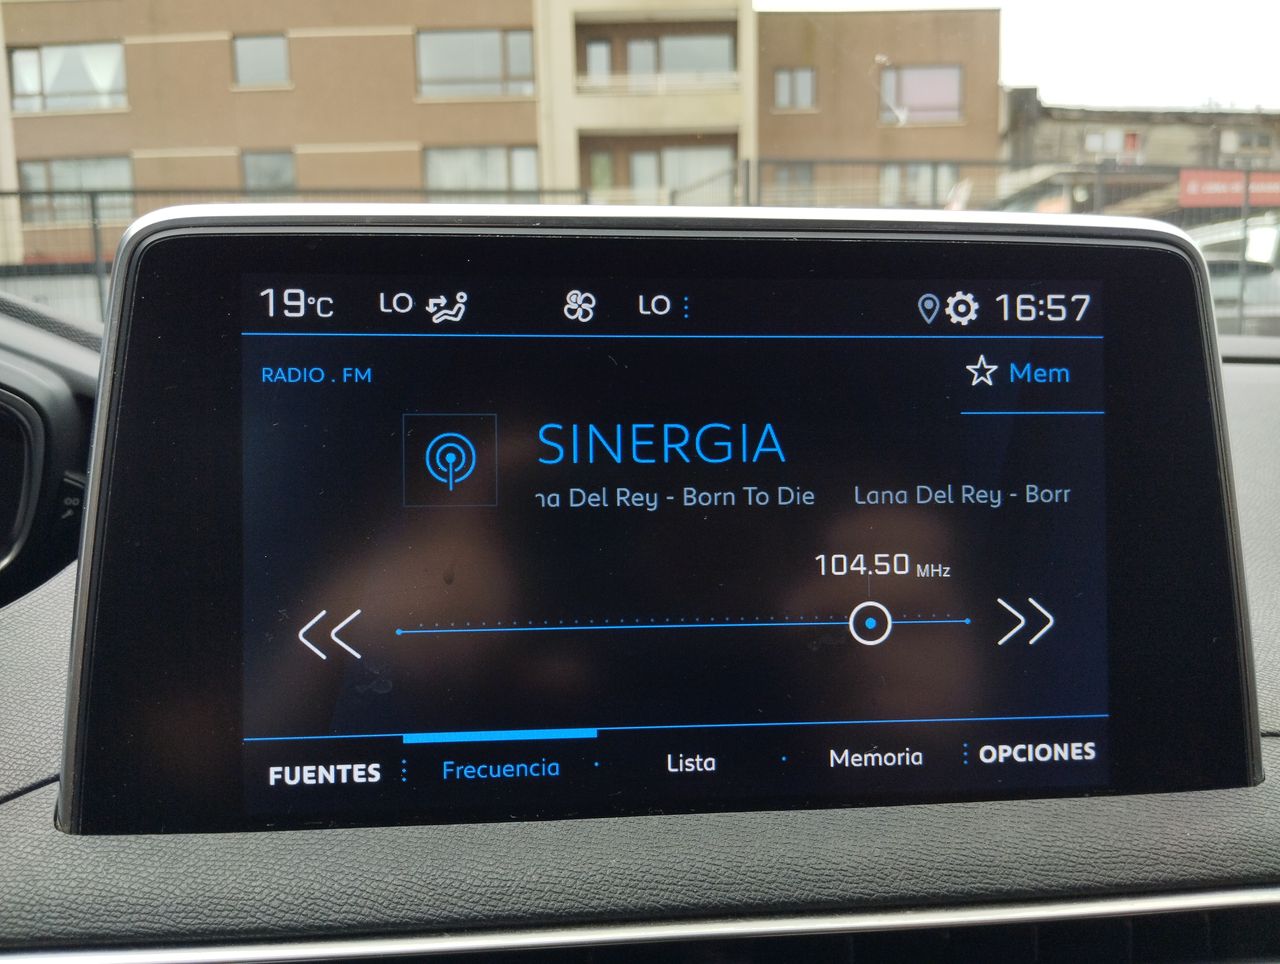 19°C LO LO 16:57
RADIO . FM
Mem
SINERGIA
na Del Rey - Born To Die Lana Del Rey - Borr
104.50 MHz
FUENTES Frecuencia Lista Memoria OPCIONES